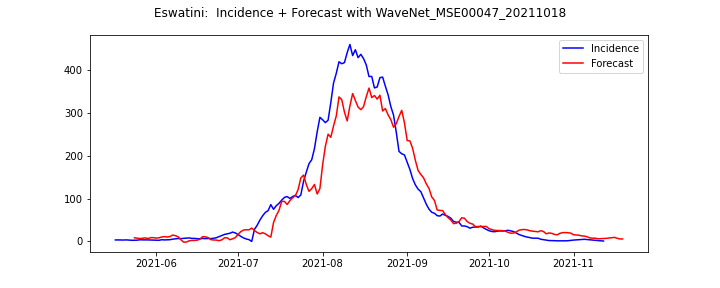 Eswatini:  Incidence + Forecast with WaveNet_MSE00047_20211018
Incidence
Forecast
400
300
200
100
0
2021-06 2021-07 2021-08 2021-09 2021-10 2021-11